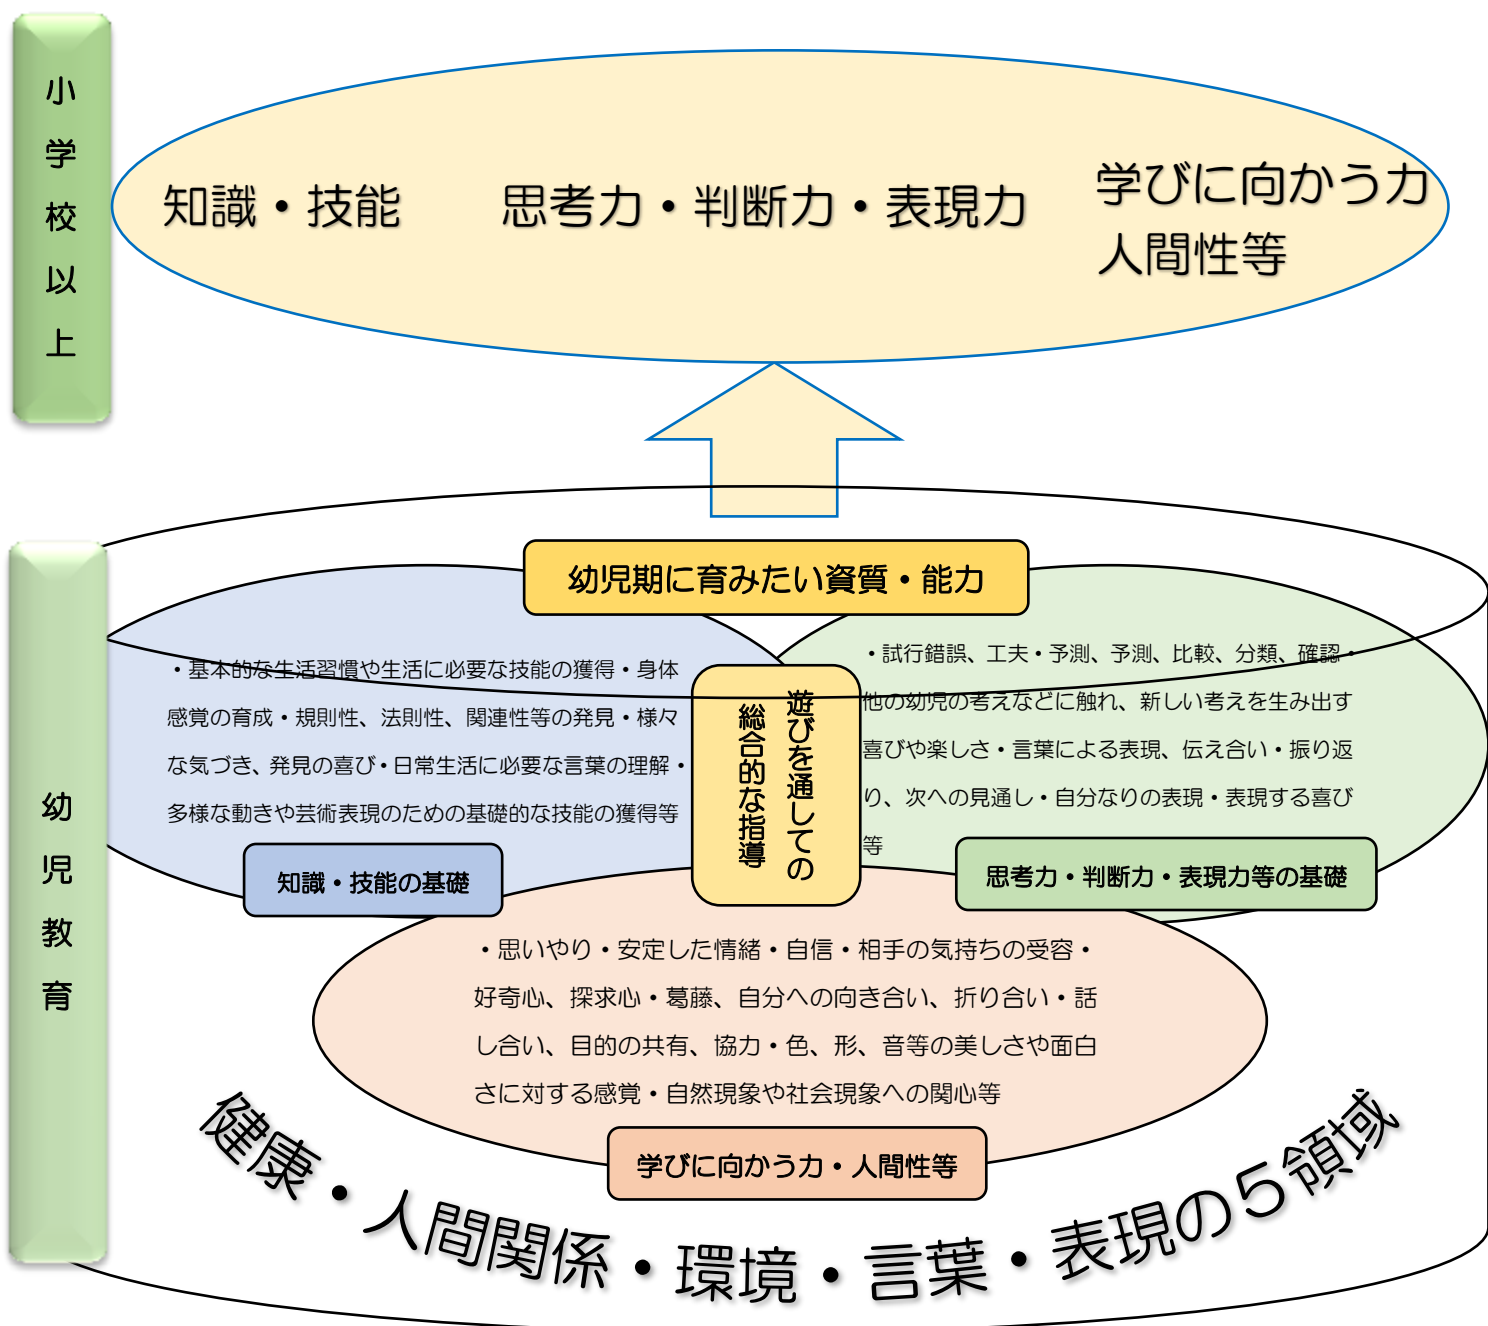 小学校以上
知識・技能
思考力・判断力・表現力
学びに向かう力
人間性等
幼児教育
幼児期に育みたい資質・能力
・基本的な生活習慣や生活に必要な技能の獲得・身体
感覚の育成・規則性、法則性、関連性等の発見・様々
な気づき、発見の喜び・日常生活に必要な言葉の理解・
多様な動きや芸術表現のための基礎的な技能の獲得等
知識・技能の基礎
遊びを通しての
総合的な指導
・試行錯誤、工夫・予測、予測、比較、分類、確認・
他の幼児の考えなどに触れ、新しい考えを生み出す
喜びや楽しさ・言葉による表現、伝え合い・振り返
り、次への見通し・自分なりの表現・表現する喜び
等
思考力・判断力・表現力等の基礎
・思いやり・安定した情緒・自信・相手の気持ちの受容・
好奇心、探求心・葛藤、自分への向き合い、折り合い・話
し合い、目的の共有、協力・色、形、音等の美しさや面白
さに対する感覚・自然現象や社会現象への関心等
学びに向かう力・人間性等
健康・人間関係・環境・言葉・表現の５領域